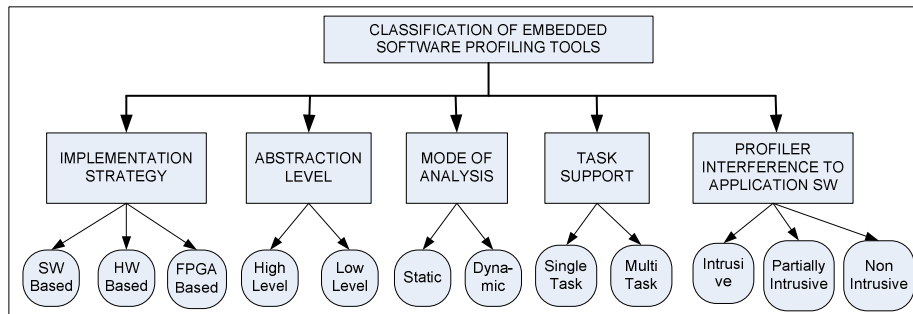 CLASSIFICATION OF EMBEDDED
SOFTWARE PROFILING TOOLS
IMPLEMENTATION
STRATEGY
ABSTRACTION
LEVEL
MODE OF
ANALYSIS
TASK
SUPPORT
PROFILER
INTERFERENCE TO
APPLICATION SW
SW
Based
HW
Based
FPGA
Based
High
Level
Low
Level
Static
Dyna-
mic
Single
Task
Multi
Task
Intrusi
ve
Partially
Intrusive
Non
Intrusive